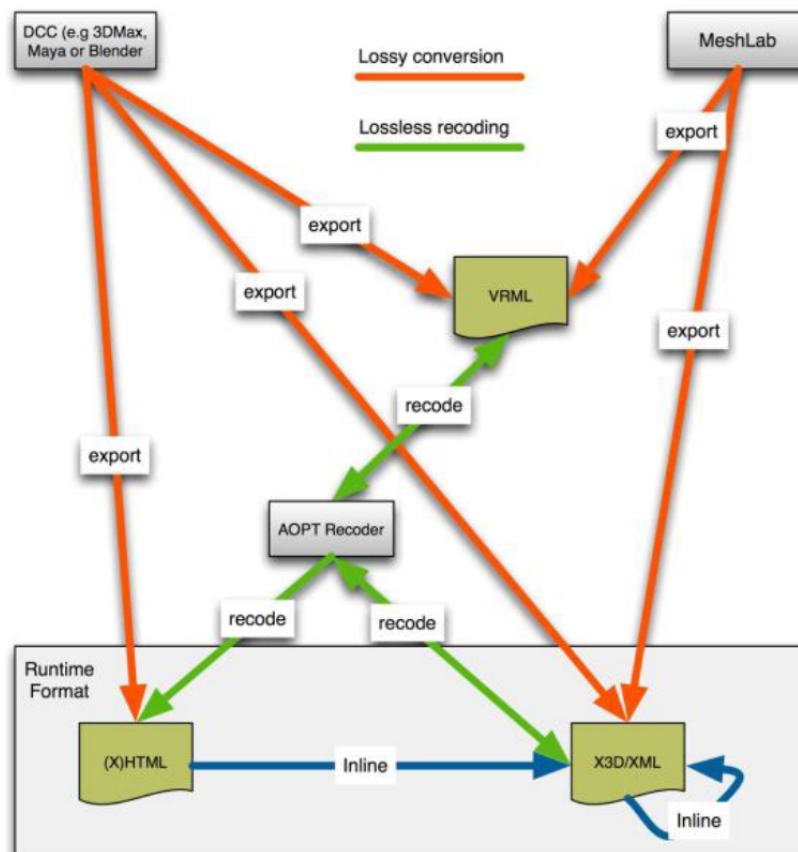 DCC (e.g 3DMax,
Maya or Blender
Lossy conversion
MeshLab
Lossless recoding
export
export
VRML
export
export
recode
export
AOPT Recoder
recode
recode
Runtime
Format
(X)HTML
Inline
X3D/XML
Inline